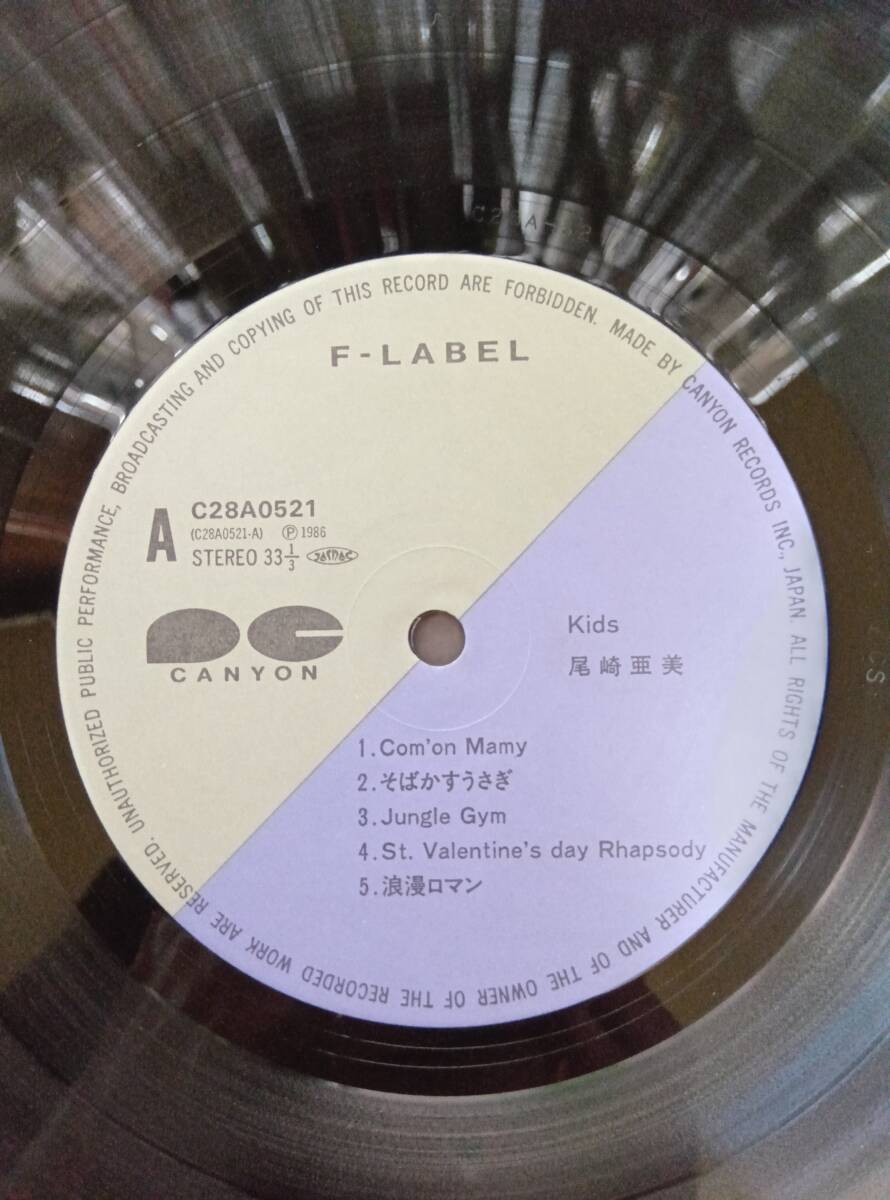 UNAUTHORIZED PUBLIC PERFORMANCE, BROADCASTING AND COPYING OF THIS RECORD ARE FORBIDDEN. MADE BY CANYON RECORDS INC., JAPAN. ALL RIGHTS OF THE MANUFACTURER AND OF THE OWNER OF THE RECORDED WORK ARE RESERVED.
F-LABEL
A
C28A0521
(C28A0521-A) Ⓟ 1986
STEREO 33 1/3
CANYON
Kids
尾崎亜美
1.Com'on Mamy
2.そばかすうさぎ
3.Jungle Gym
4.St. Valentine's day Rhapsody
5.浪漫ロマン